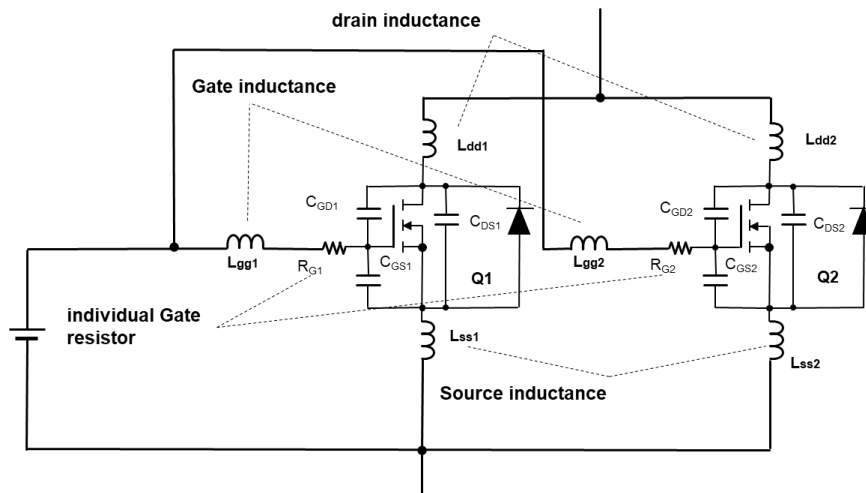 drain inductance
Gate inductance
Ldd1
Ldd2
CGD1
CDS1
CGD2
CDS2
Lgg1
RG1
CGS1
Q1
Lgg2
RG2
CGS2
Q2
individual Gate
resistor
Lss1
Lss2
Source inductance